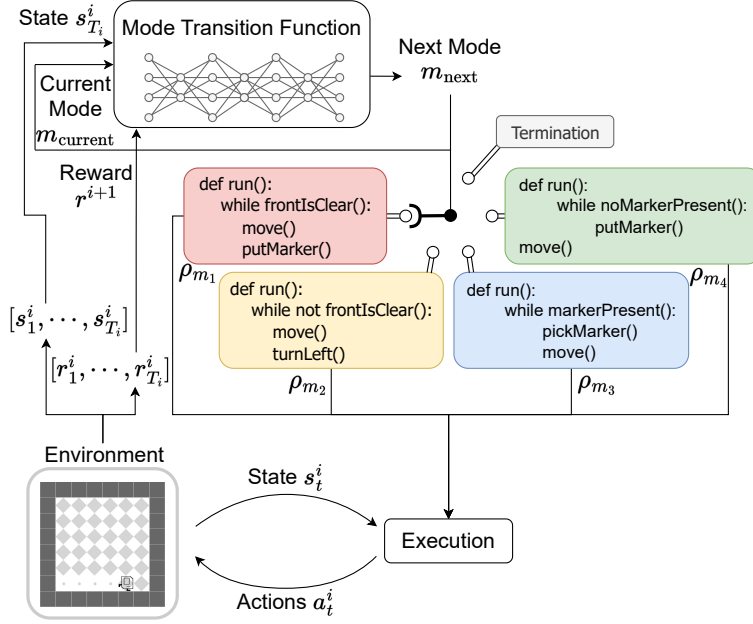 State $s^i_{T_i}$
Mode Transition Function
Next Mode
$m_{\text{next}}$
Current
Mode
$m_{\text{current}}$
Reward
$r^{i+1}$
Termination
def run():
while frontIsClear():
move()
putMarker()
$\rho_{m_1}$
def run():
while noMarkerPresent():
putMarker()
move()
$\rho_{m_4}$
def run():
while not frontIsClear():
move()
turnLeft()
$\rho_{m_2}$
def run():
while markerPresent():
pickMarker()
move()
$\rho_{m_3}$
$[s^i_1, \cdots, s^i_{T_i}]$
$[r^i_1, \cdots, r^i_{T_i}]$
Environment
State $s^i_t$
Execution
Actions $a^i_t$